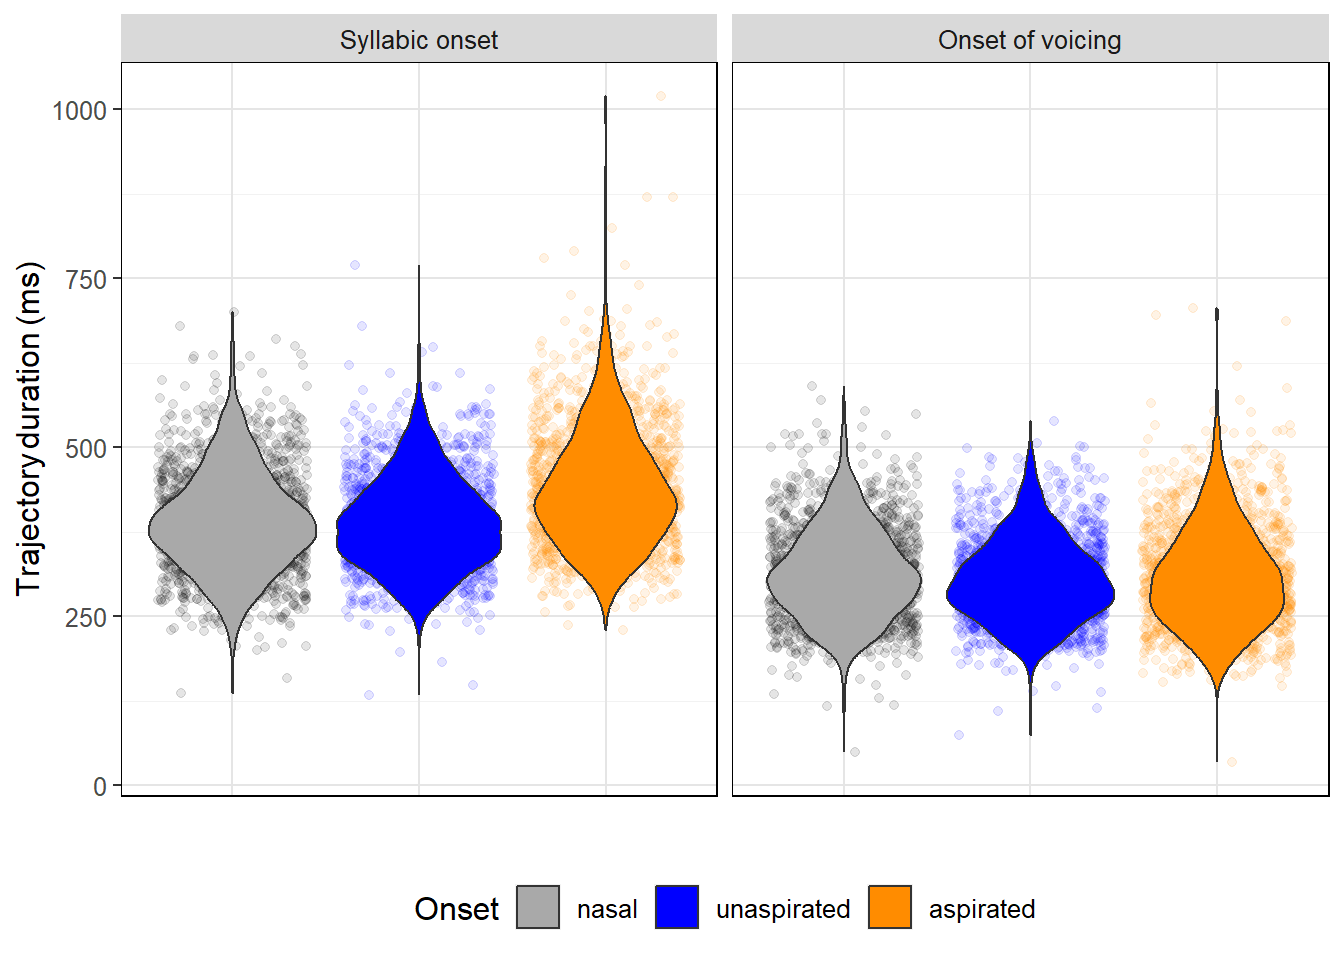 Syllabic onset
Onset of voicing
Trajectory duration (ms)
1000
750
500
250
0
Onset
nasal
unaspirated
aspirated